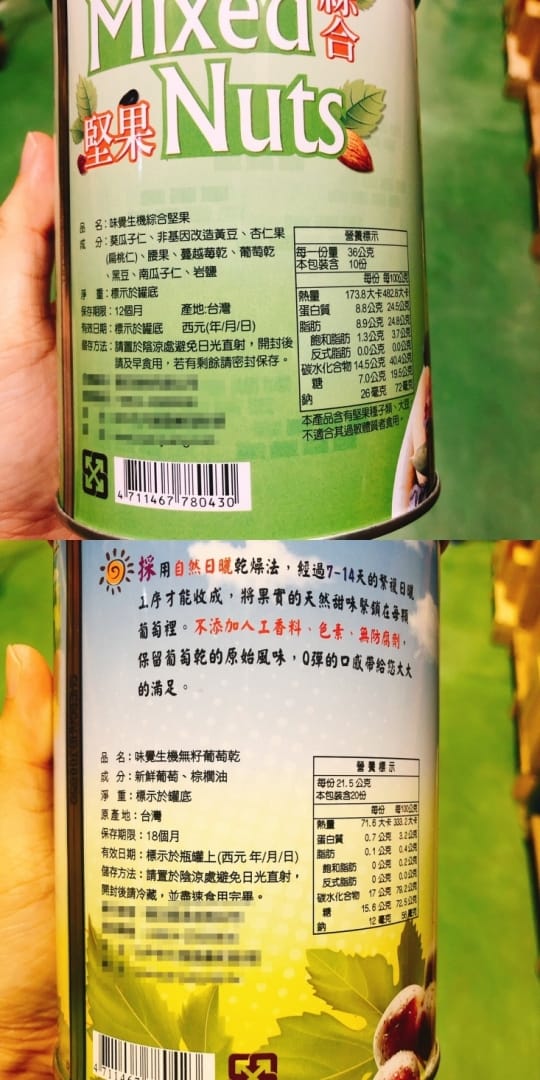 Mixed
綜合
堅果
Nuts
品　名：味覺生機綜合堅果
成　分：葵瓜子仁、非基因改造黃豆、杏仁果
(扁桃仁)、腰果、蔓越莓乾、葡萄乾
、黑豆、南瓜子仁、岩鹽
淨　重：標示於罐底
保存期限：12個月　產地:台灣
有效日期：標示於罐底　西元(年/月/日)
儲存方法：請置於陰涼處避免日光直射，開封後
請及早食用，若有剩餘請密封保存。
營養標示
每一份量 36公克
本包裝含 10份
每份 每100公克
熱量 173.8大卡 482.8大卡
蛋白質 8.8公克 24.5公克
脂肪 8.9公克 24.8公克
飽和脂肪 1.3公克 3.7公克
反式脂肪 0.0公克 0.0公克
碳水化合物 14.5公克 40.4公克
糖 7.0公克 19.5公克
鈉 26毫克 72毫克
本產品含有堅果種子類、大豆，
不適合其過敏體質者食用。
4 711467 780430
採用自然日曬乾燥法，經過7-14天的繁複日曬
工序才能收成，將果實的天然甜味緊鎖在每顆
葡萄裡。不添加人工香料、色素、無防腐劑，
保留葡萄乾的原始風味，Q彈的口感帶給您大大
的滿足。
品　名：味覺生機無籽葡萄乾
成　分：新鮮葡萄、棕櫚油
淨　重：標示於罐底
原產地：台灣
保存期限：18個月
有效日期：標示於瓶罐上(西元 年/月/日)
儲存方法：請置於陰涼處避免日光直射，
開封後請冷藏，並盡速食用完畢。
營養標示
每份21.5公克
本包裝含20份
每份 每100公克
熱量 71.6大卡 333.2大卡
蛋白質 0.7公克 3.2公克
脂肪 0.1公克 0.4公克
飽和脂肪 0公克 0.2公克
反式脂肪 0公克 0.0公克
碳水化合物 17公克 79.2公克
糖 15.6公克 72.5公克
鈉 12毫克 56毫克
4 711467